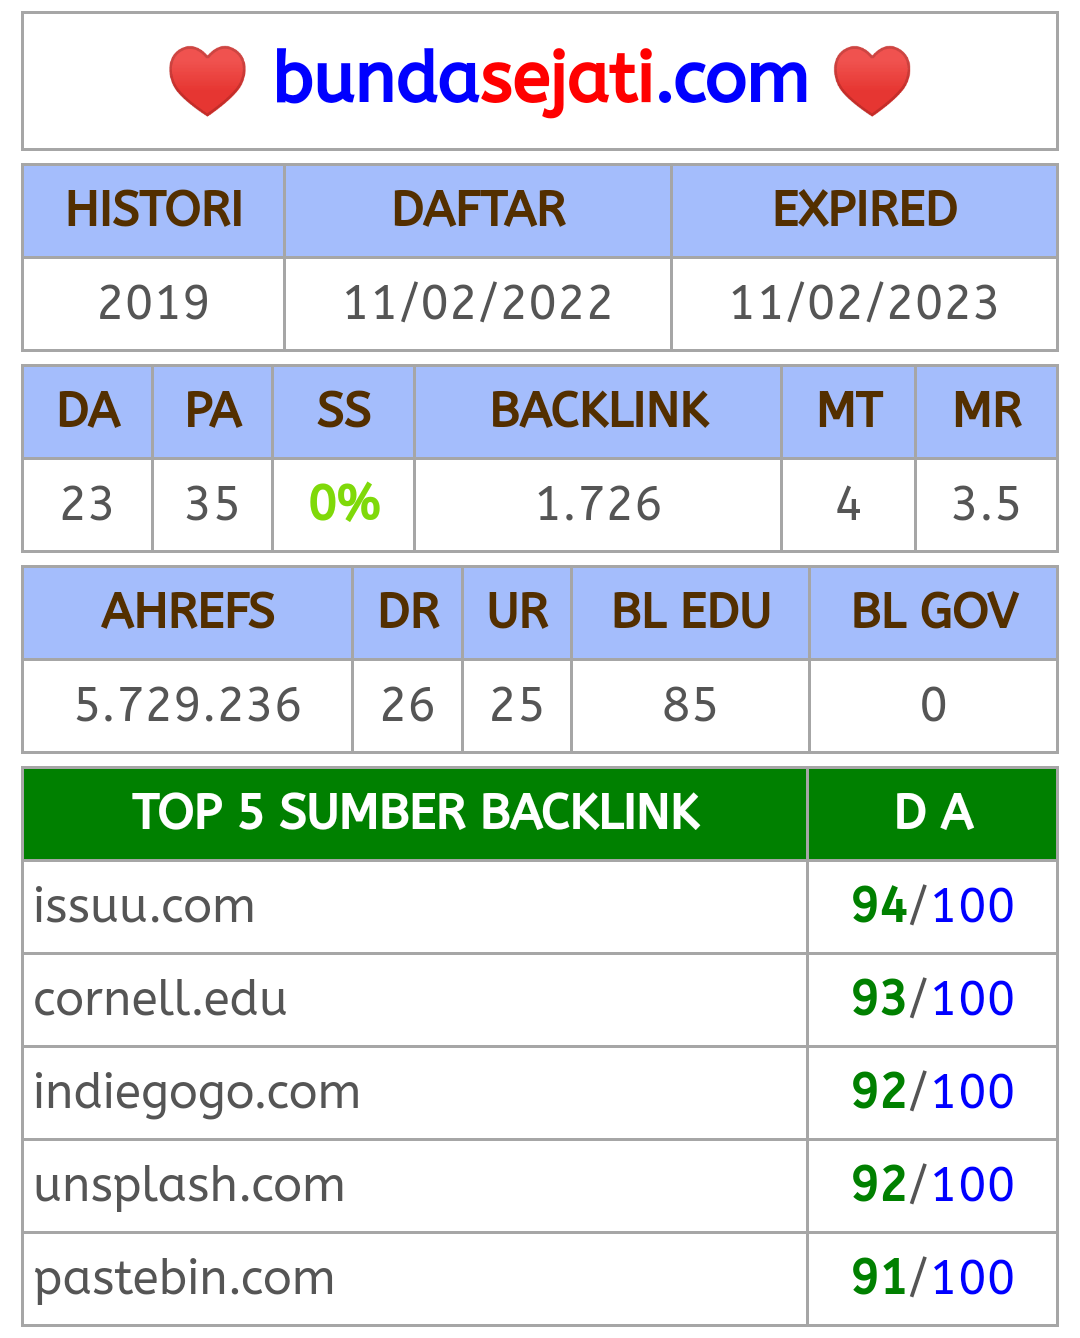 bundasejati.com
HISTORI DAFTAR EXPIRED
2019 11/02/2022 11/02/2023
DA PA SS BACKLINK MT MR
23 35 0% 1.726 4 3.5
AHREFS DR UR BL EDU BL GOV
5.729.236 26 25 85 0
TOP 5 SUMBER BACKLINK D A
issuu.com 94/100
cornell.edu 93/100
indiegogo.com 92/100
unsplash.com 92/100
pastebin.com 91/100